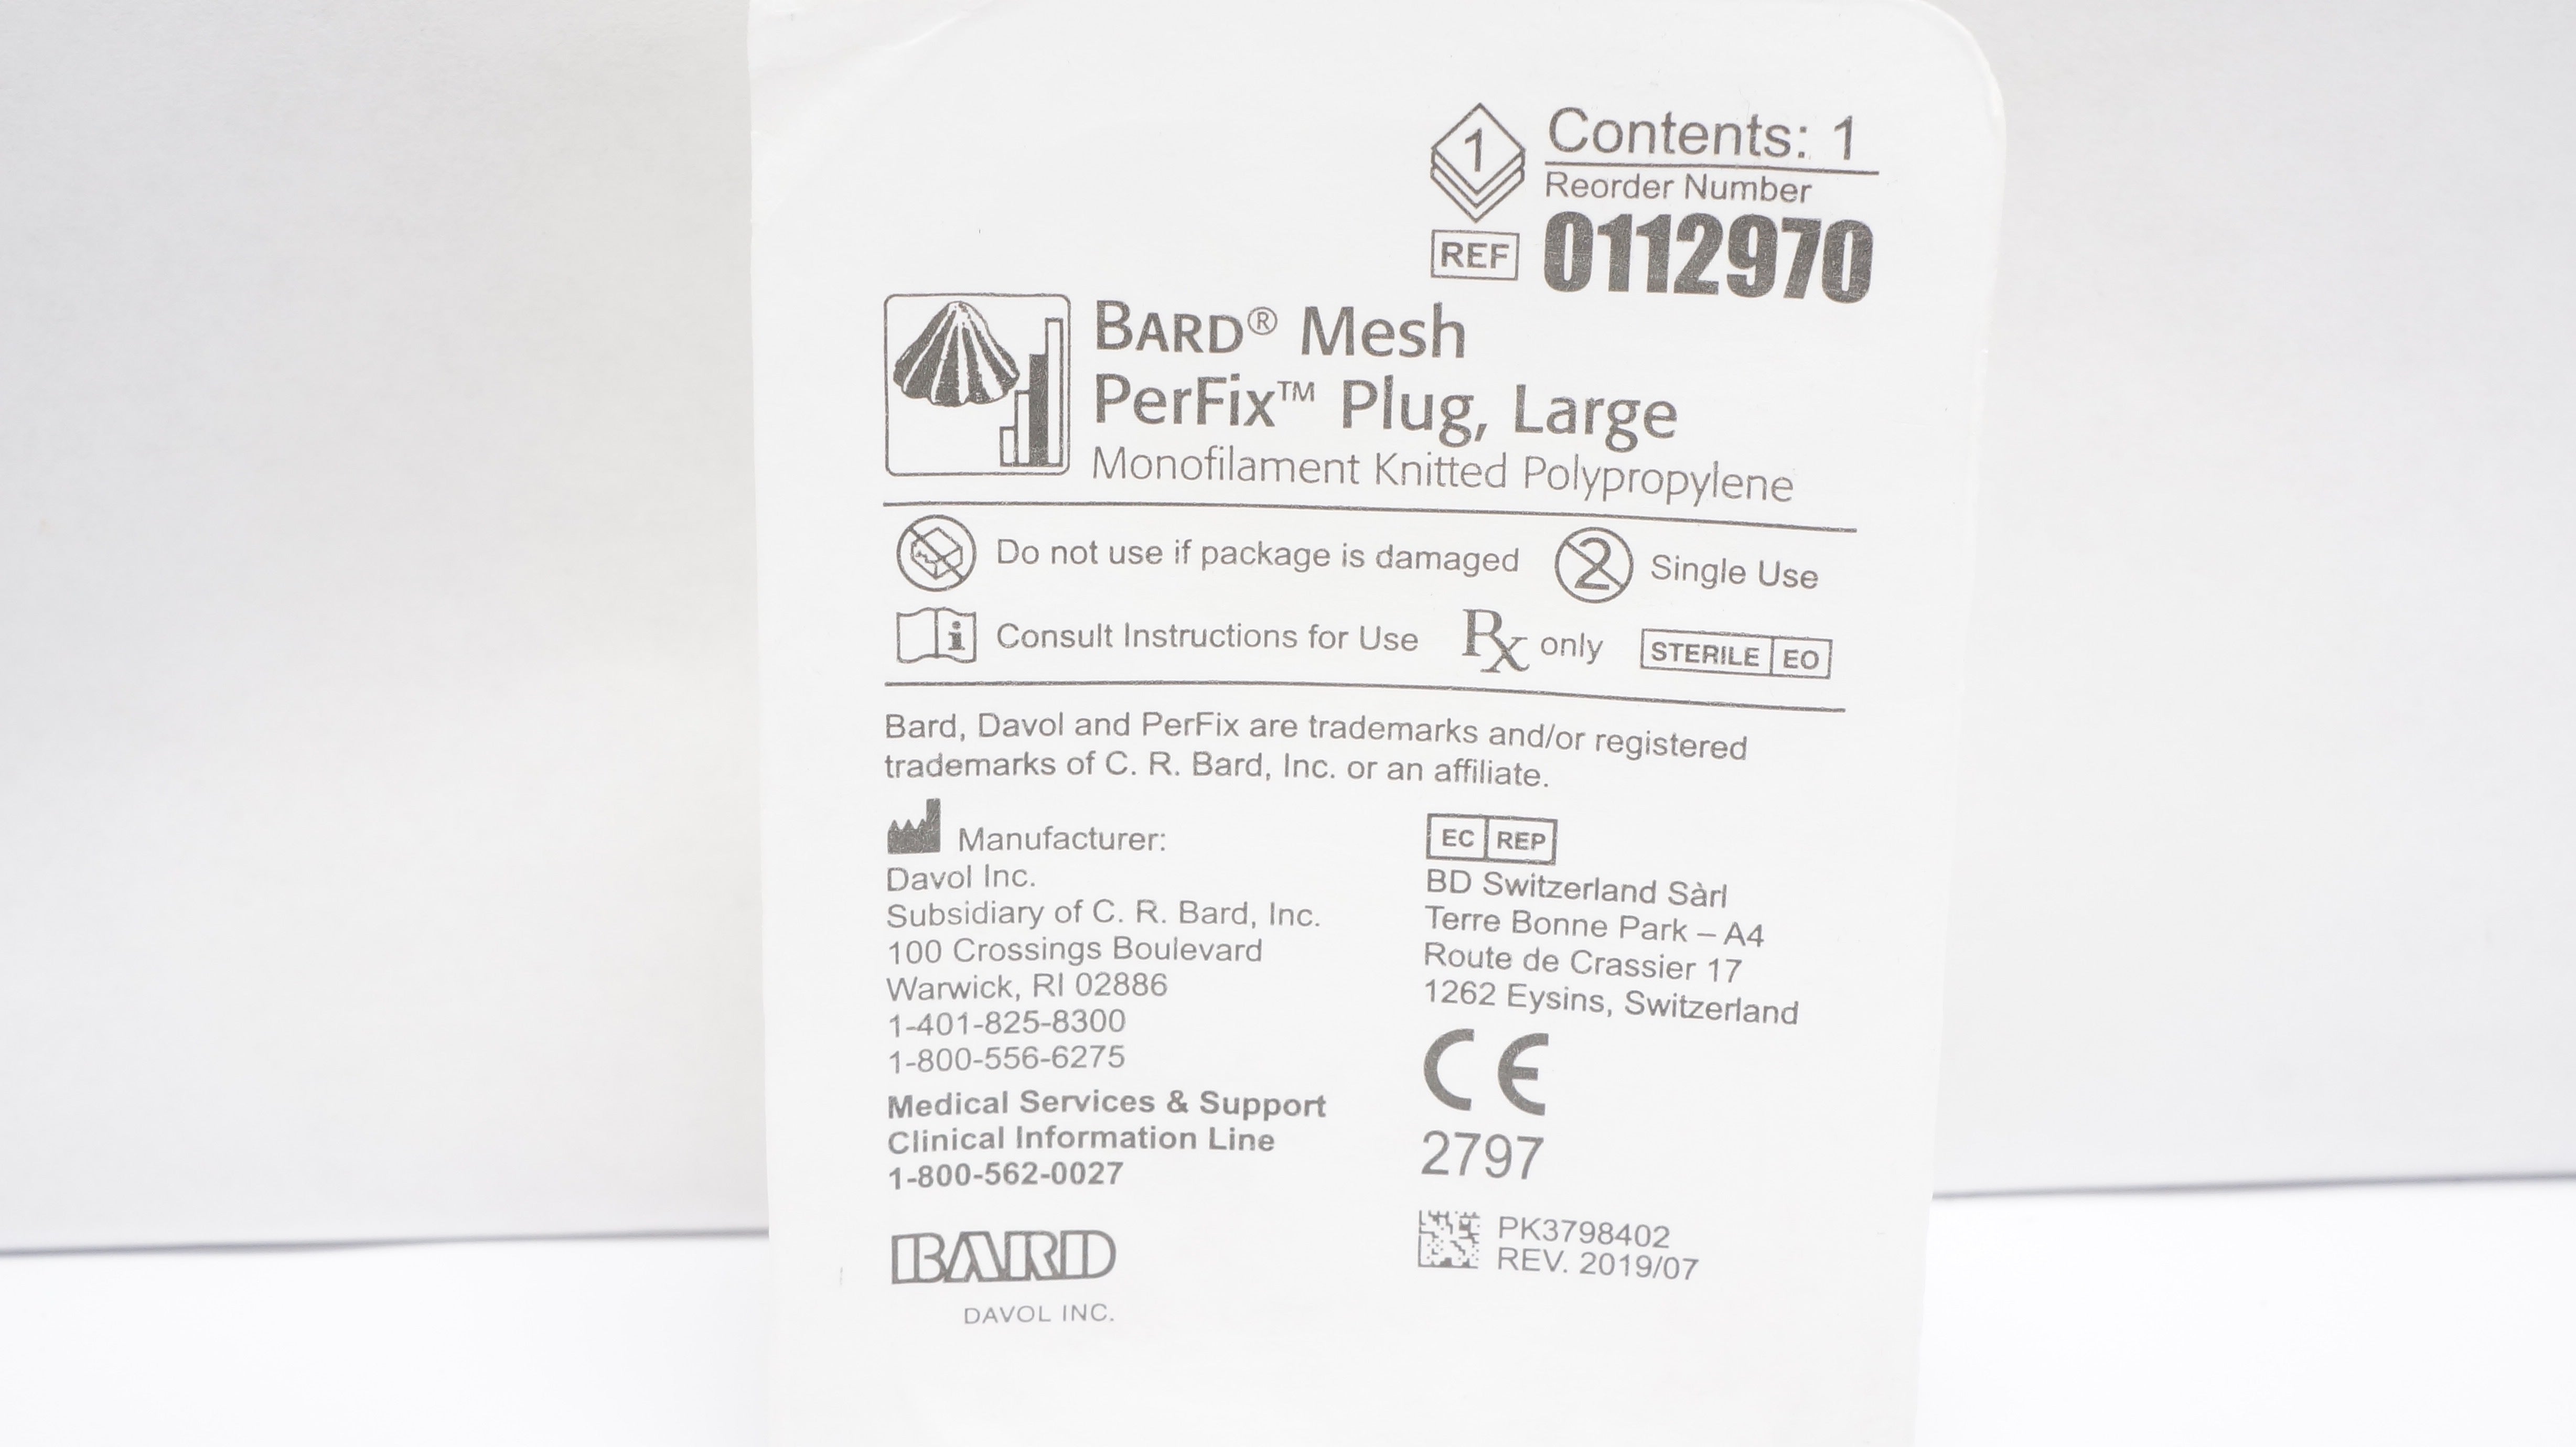 1
Contents: 1
Reorder Number
REF 0112970
BARD® Mesh
PerFix™ Plug, Large
Monofilament Knitted Polypropylene
Do not use if package is damaged
2 Single Use
Consult Instructions for Use
Rx only
STERILE EO
Bard, Davol and PerFix are trademarks and/or registered
trademarks of C. R. Bard, Inc. or an affiliate.
Manufacturer:
Davol Inc.
Subsidiary of C. R. Bard, Inc.
100 Crossings Boulevard
Warwick, RI 02886
1-401-825-8300
1-800-556-6275
Medical Services & Support
Clinical Information Line
1-800-562-0027
BARD
DAVOL INC.
EC REP
BD Switzerland Sàrl
Terre Bonne Park – A4
Route de Crassier 17
1262 Eysins, Switzerland
CE
2797
PK3798402
REV. 2019/07